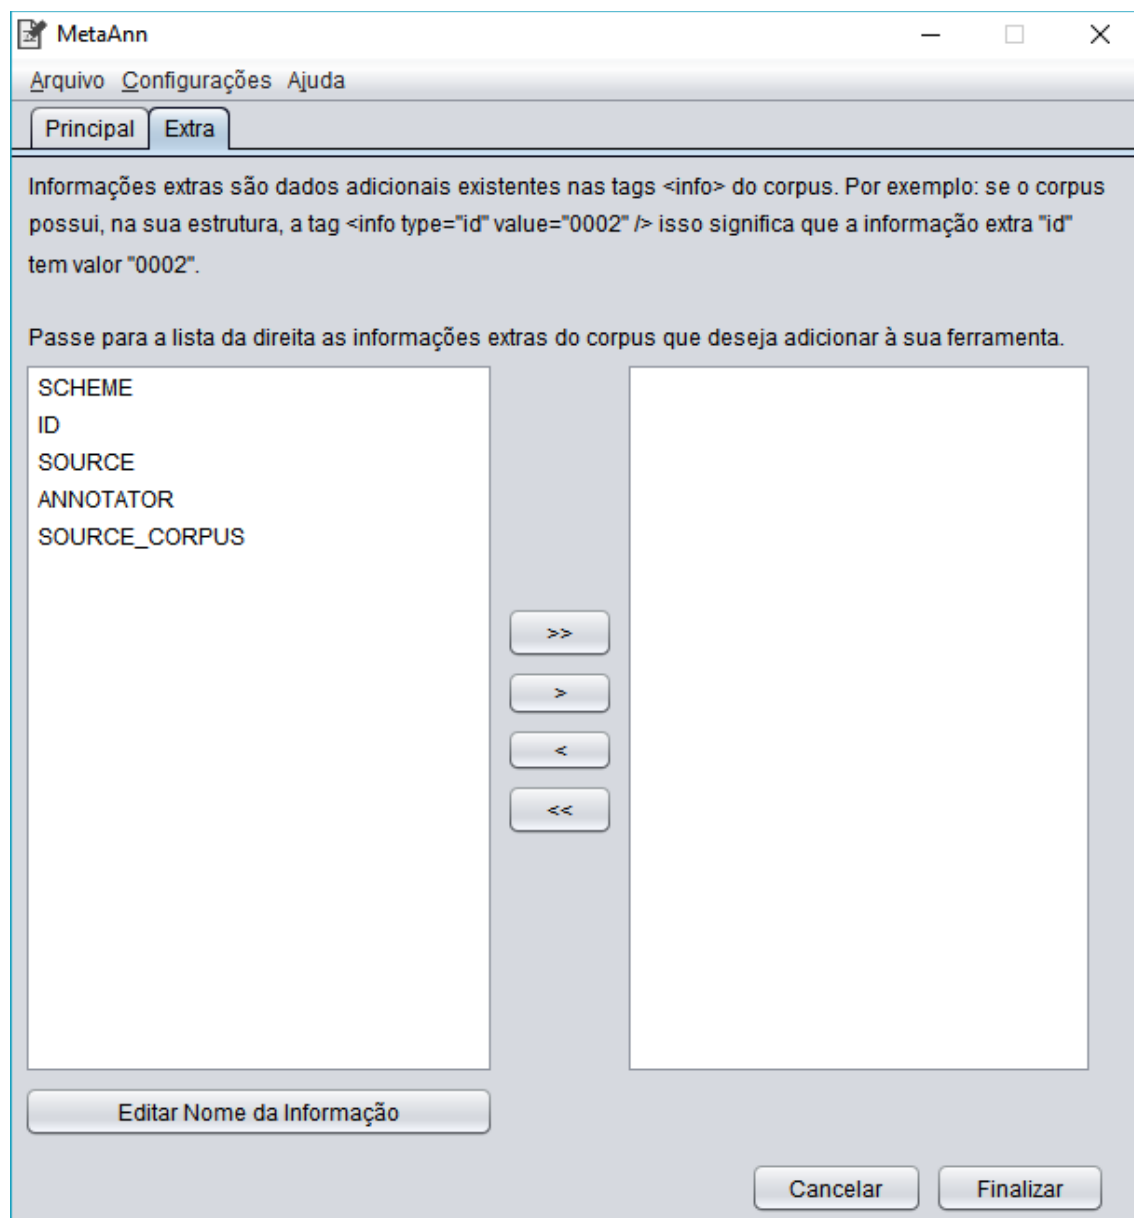 MetaAnn
Arquivo Configurações Ajuda
Principal Extra
Informações extras são dados adicionais existentes nas tags <info> do corpus. Por exemplo: se o corpus
possui, na sua estrutura, a tag <info type="id" value="0002" /> isso significa que a informação extra "id"
tem valor "0002".
Passe para a lista da direita as informações extras do corpus que deseja adicionar à sua ferramenta.
SCHEME
ID
SOURCE
ANNOTATOR
SOURCE_CORPUS
>>
>
<
<<
Editar Nome da Informação
Cancelar Finalizar